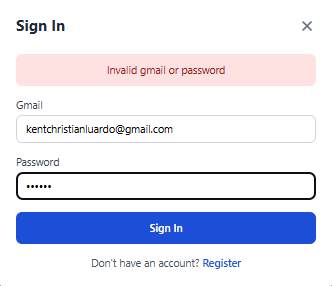 Sign In
Invalid gmail or password
Gmail
kentchristianluardo@gmail.com
Password
••••••
Sign In
Don't have an account? Register